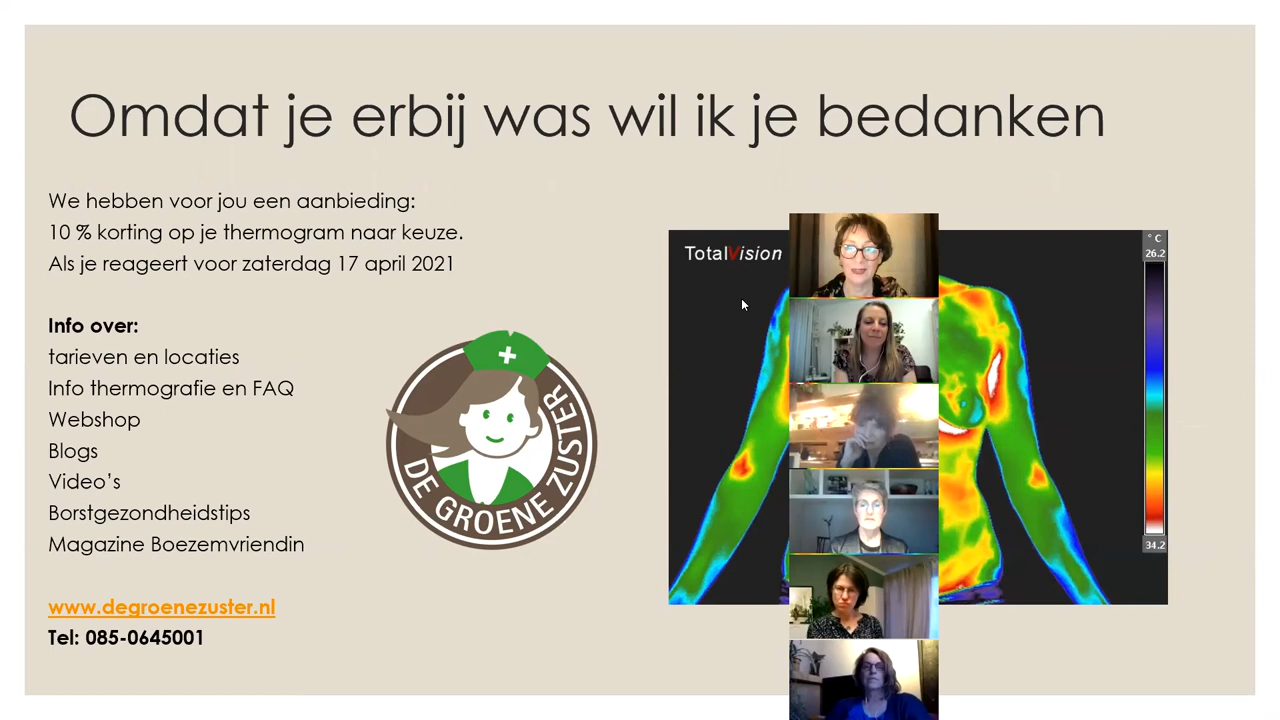 Omdat je erbij was wil ik je bedanken
We hebben voor jou een aanbieding:
10 % korting op je thermogram naar keuze.
Als je reageert voor zaterdag 17 april 2021
Info over:
tarieven en locaties
Info thermografie en FAQ
Webshop
Blogs
Video's
Borstgezondheidstips
Magazine Boezemvriendin
www.degroenezuster.nl
Tel: 085-0645001
DE GROENE ZUSTER
TotalVision
° C
26.2
34.2